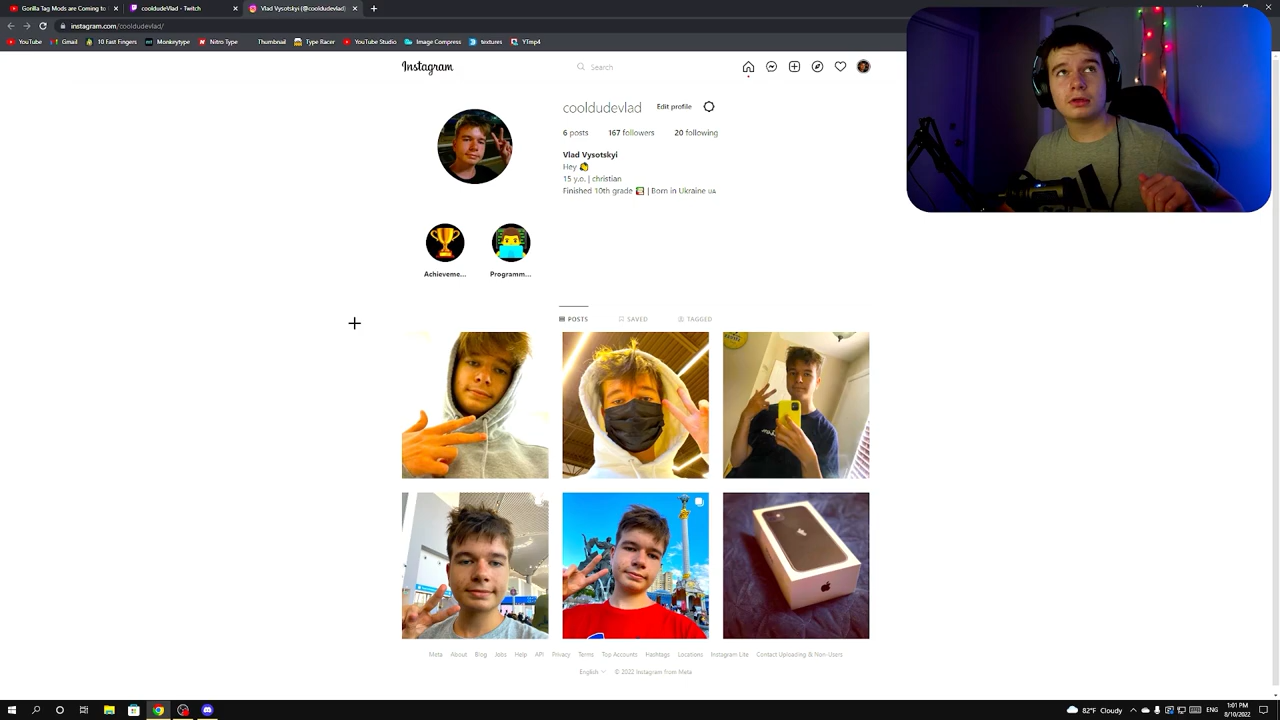 Gorilla Tag Mods are Coming to
cooldudeVlad - Twitch
Vlad Vysotskyi (@cooldudevlad)
instagram.com/cooldudevlad/
YouTube
Gmail
10 Fast Fingers
Monkeytype
Nitro Type
Thumbnail
Type Racer
YouTube Studio
Image Compress
textures
YTmp4
Instagram
Search
cooldudevlad
Edit profile
6 posts
167 followers
20 following
Vlad Vysotskyi
Hey
15 y.o. | christian
Finished 10th grade | Born in Ukraine UA
Achieveme...
Programm...
POSTS
SAVED
TAGGED
Meta
About
Blog
Jobs
Help
API
Privacy
Terms
Top Accounts
Hashtags
Locations
Instagram Lite
Contact Uploading & Non-Users
English
© 2022 Instagram from Meta
82°F Cloudy
ENG
1:01 PM
8/10/2022